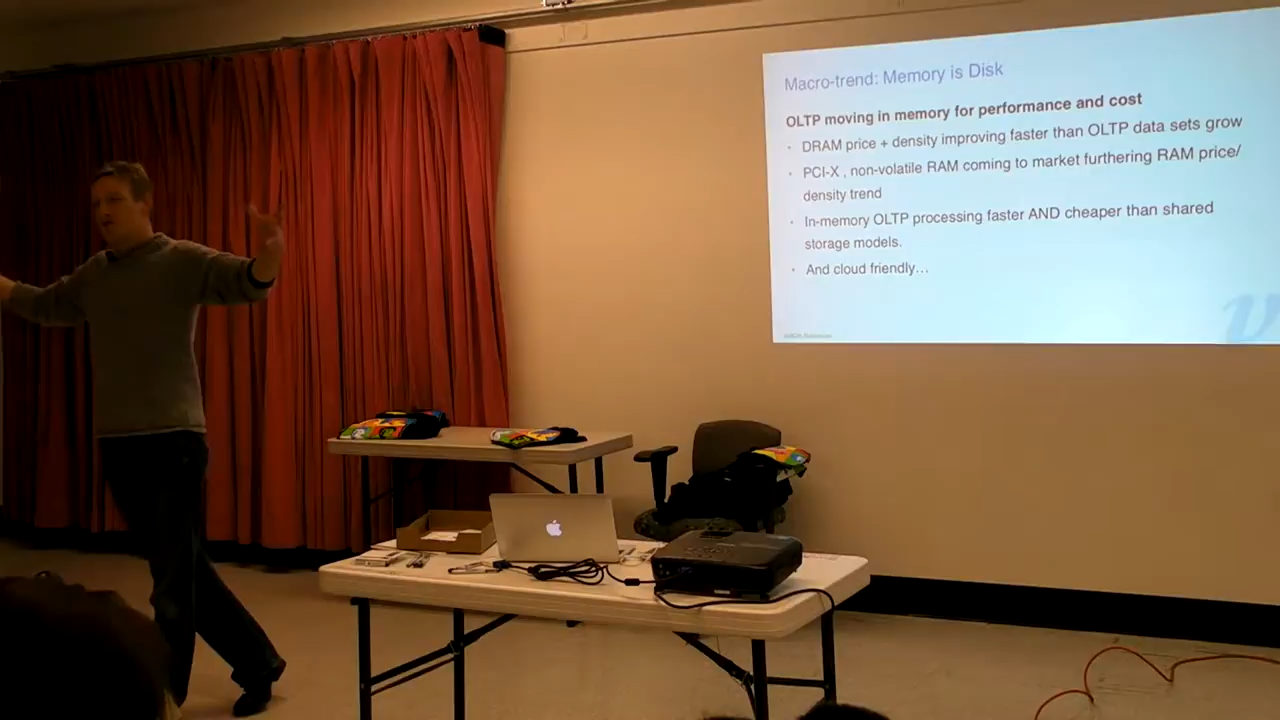 Macro-trend: Memory is Disk
OLTP moving in memory for performance and cost
· DRAM price + density improving faster than OLTP data sets grow
· PCI-X , non-volatile RAM coming to market furthering RAM price/
density trend
· In-memory OLTP processing faster AND cheaper than shared
storage models.
· And cloud friendly…